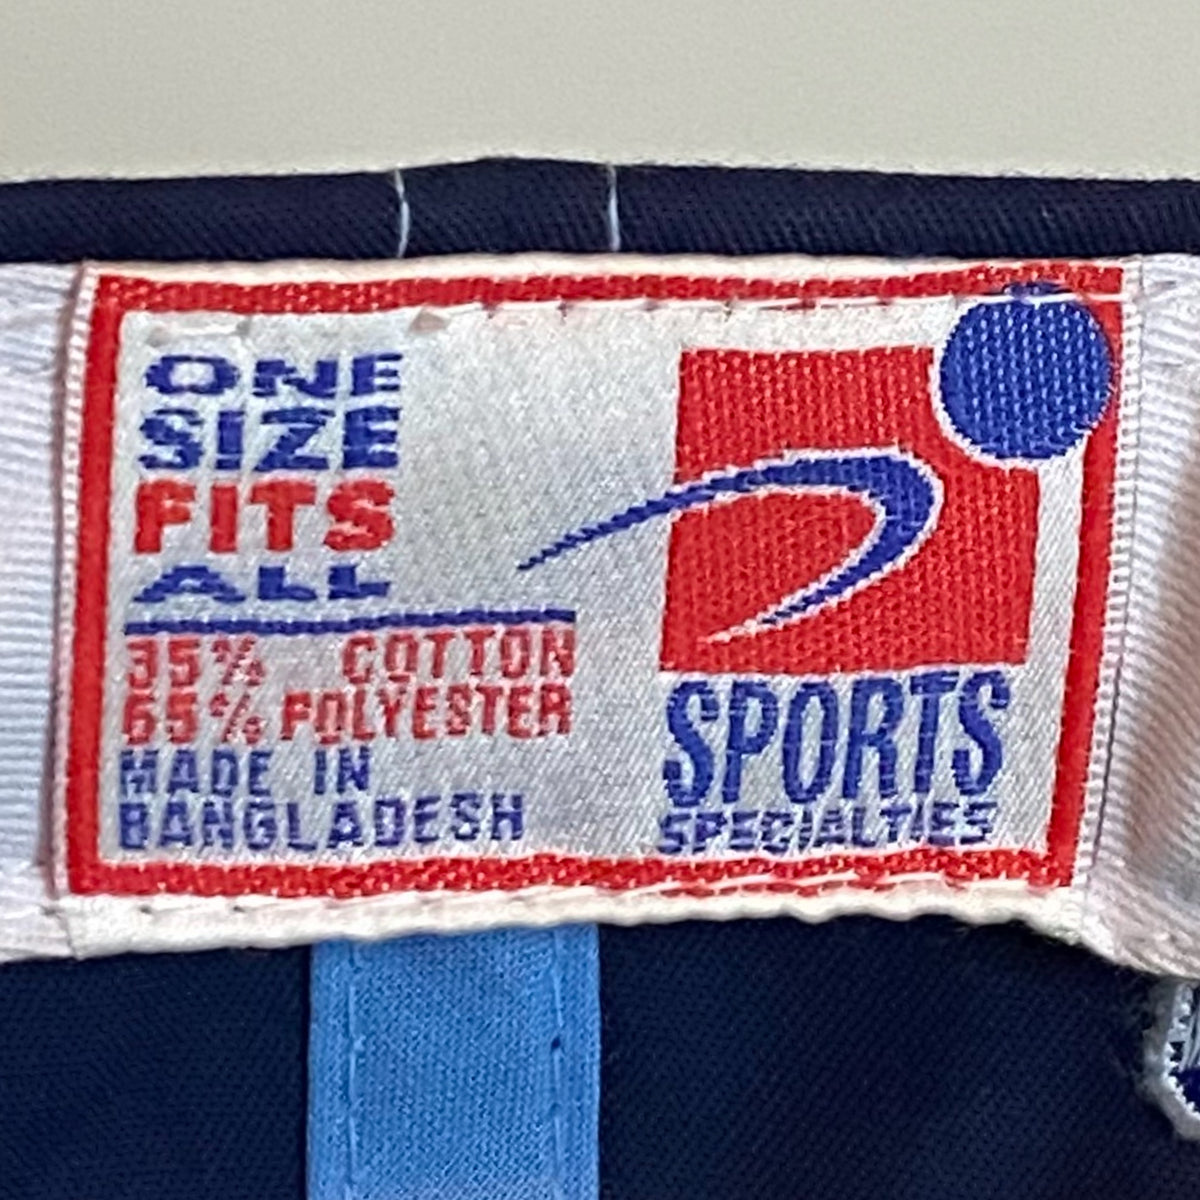 ONE
SIZE
FITS
ALL
35% COTTON
65% POLYESTER
MADE IN
BANGLADESH
SPORTS
SPECIALTIES